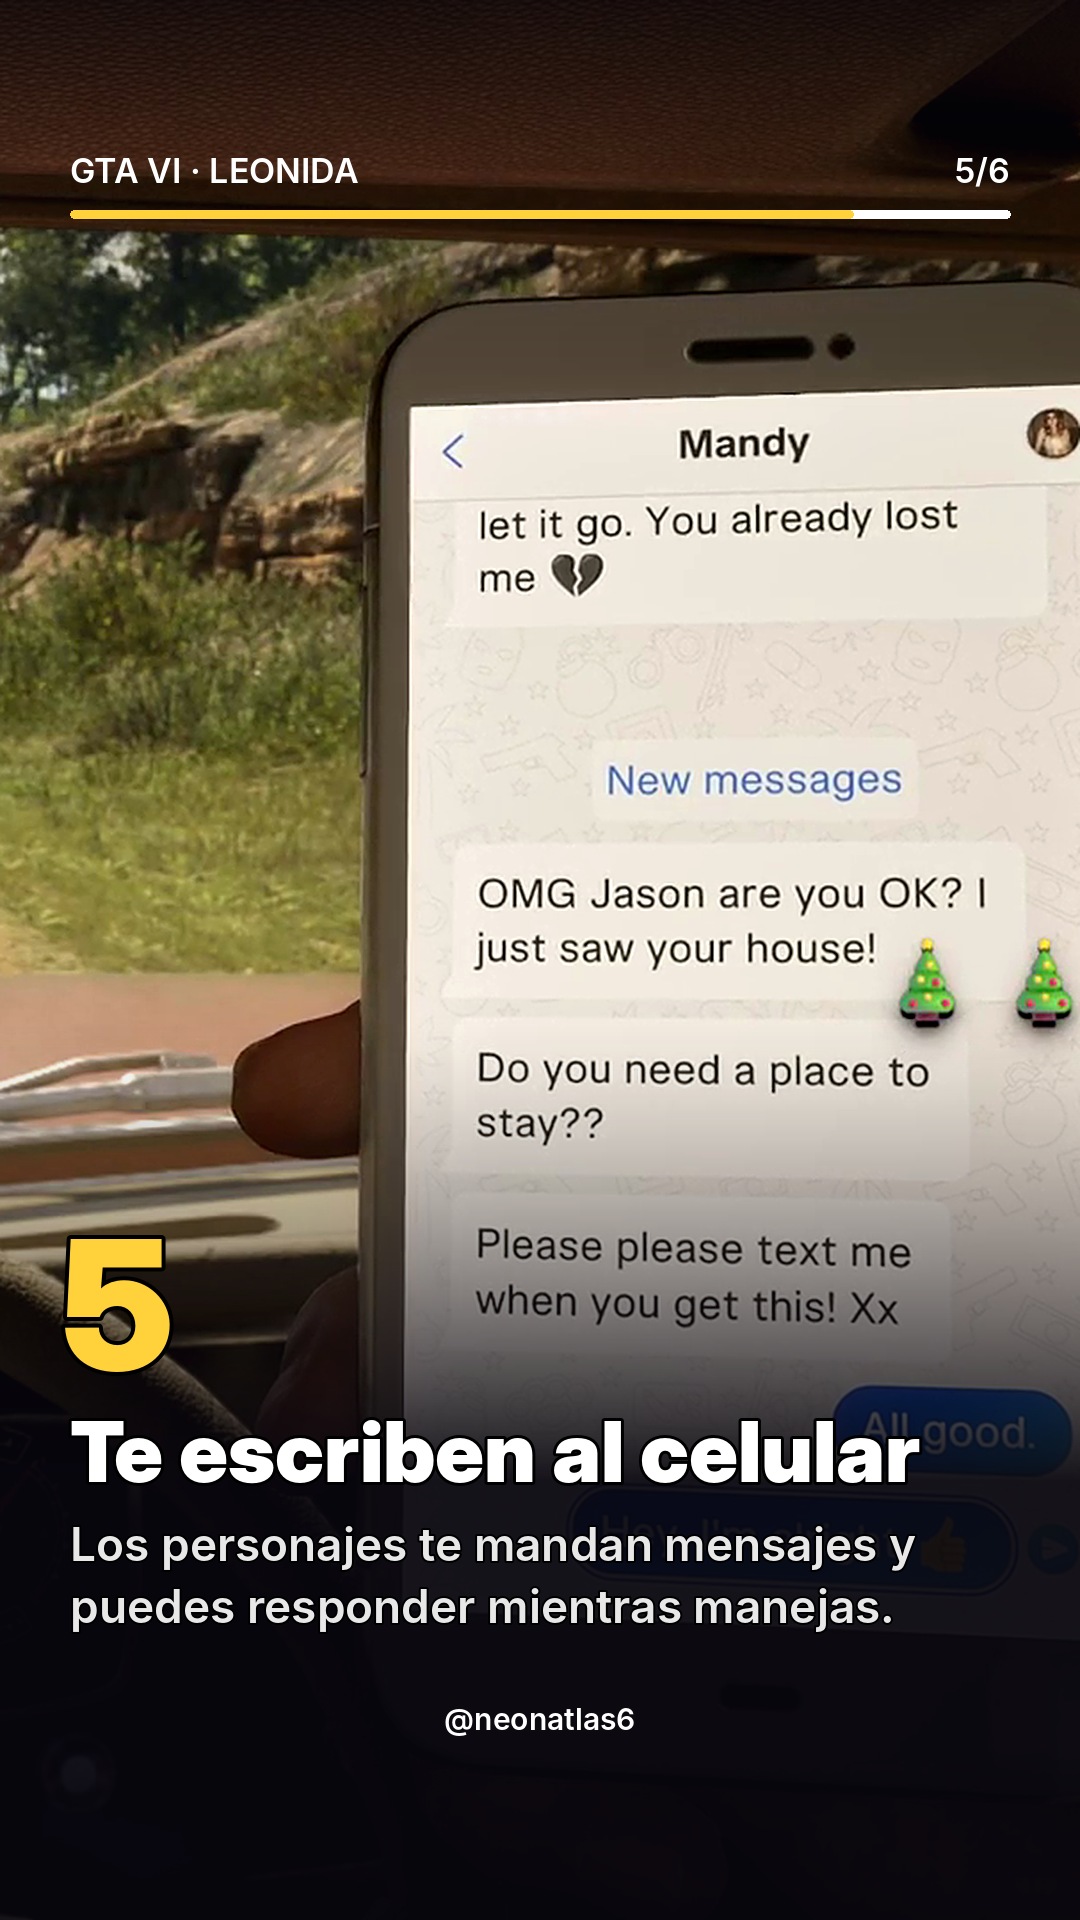 GTA VI · LEONIDA
5/6
Mandy
let it go. You already lost
me 💔
New messages
OMG Jason are you OK? I
just saw your house!
🎄 🎄
Do you need a place to
stay??
Please please text me
when you get this! Xx
All good.
5
Te escriben al celular
Los personajes te mandan mensajes y
puedes responder mientras manejas.
@neonatlas6